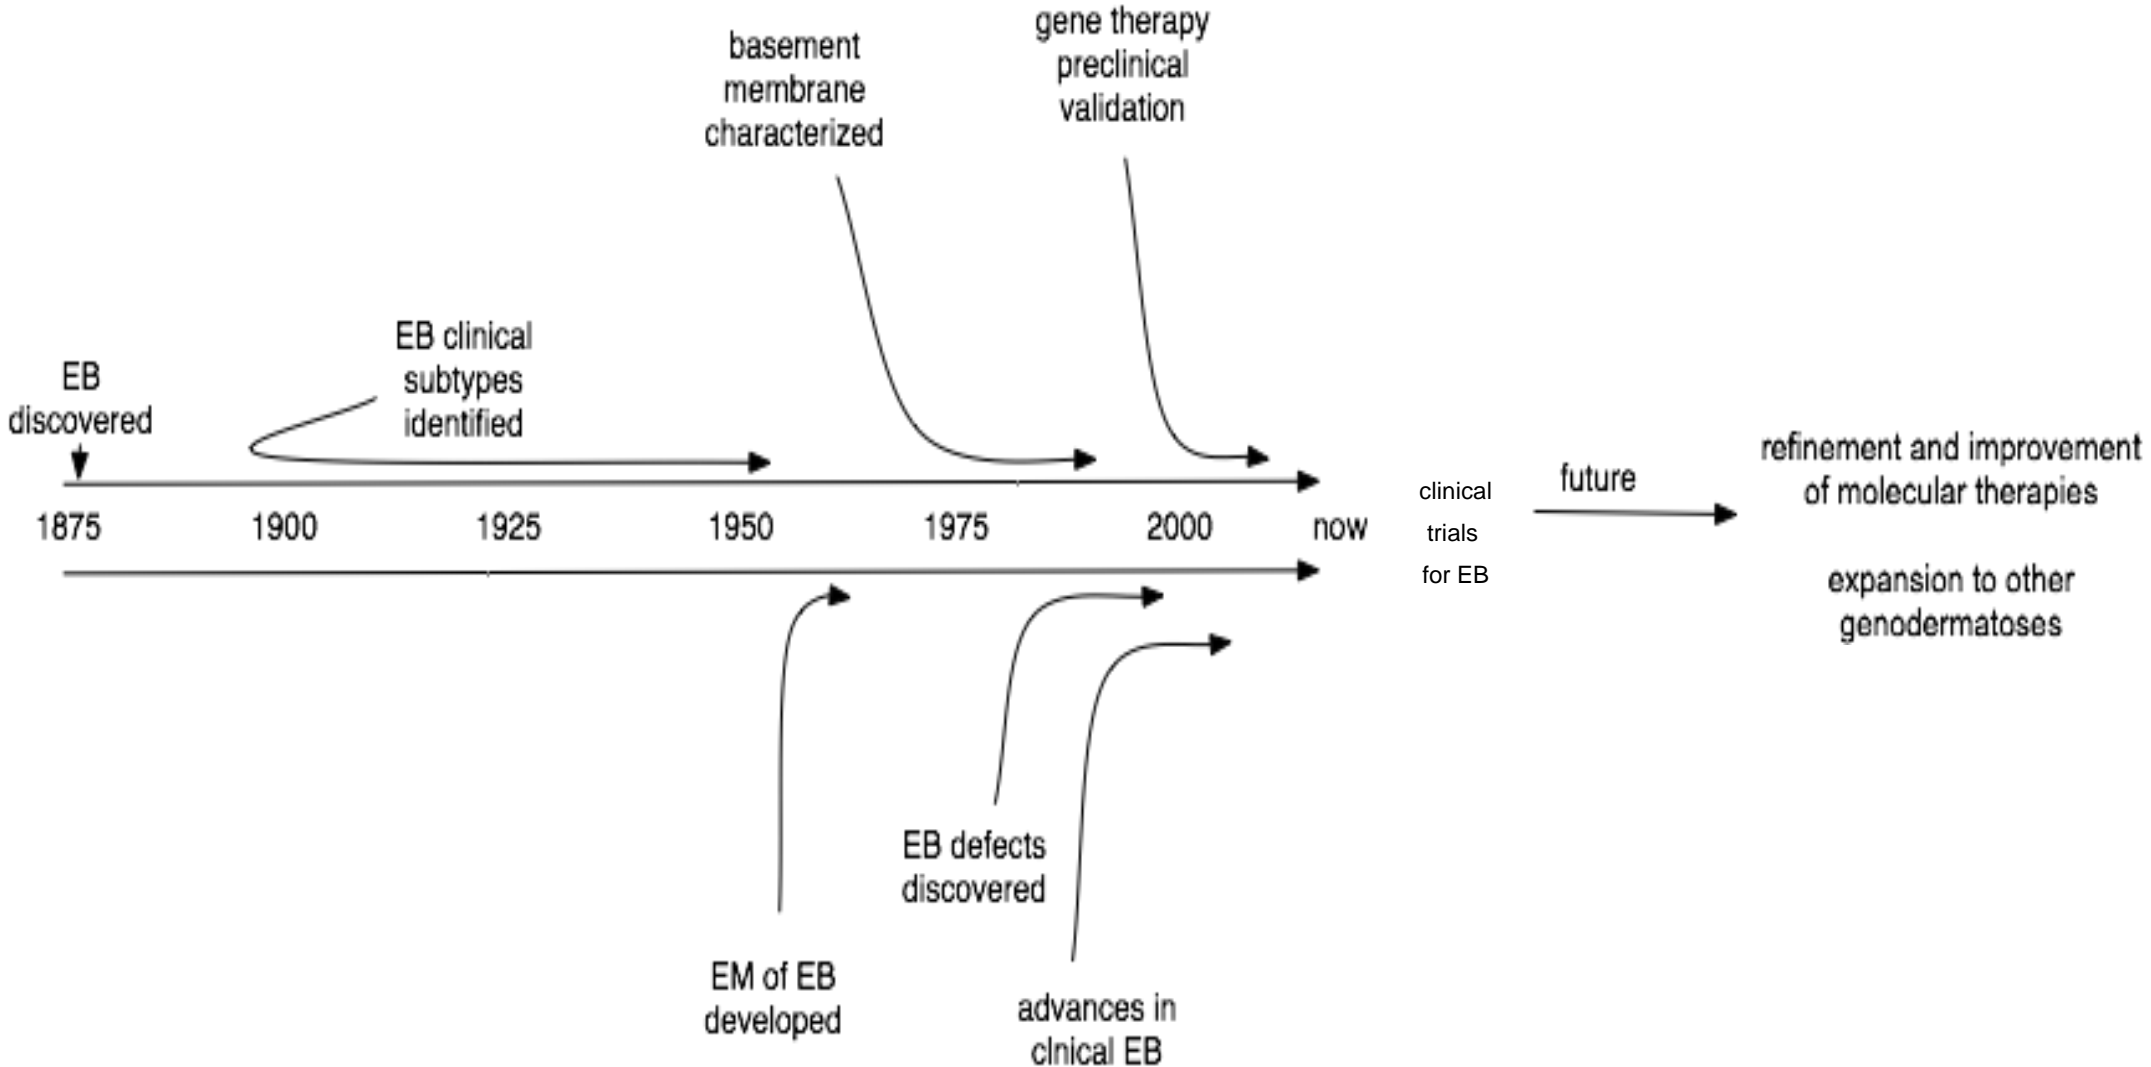 gene therapy
preclinical
validation
basement
membrane
characterized
EB clinical
subtypes
identified
EB
discovered
1875
1900
1925
1950
1975
2000
now
clinical
trials
for EB
future
refinement and improvement
of molecular therapies
expansion to other
genodermatoses
EB defects
discovered
EM of EB
developed
advances in
clnical EB